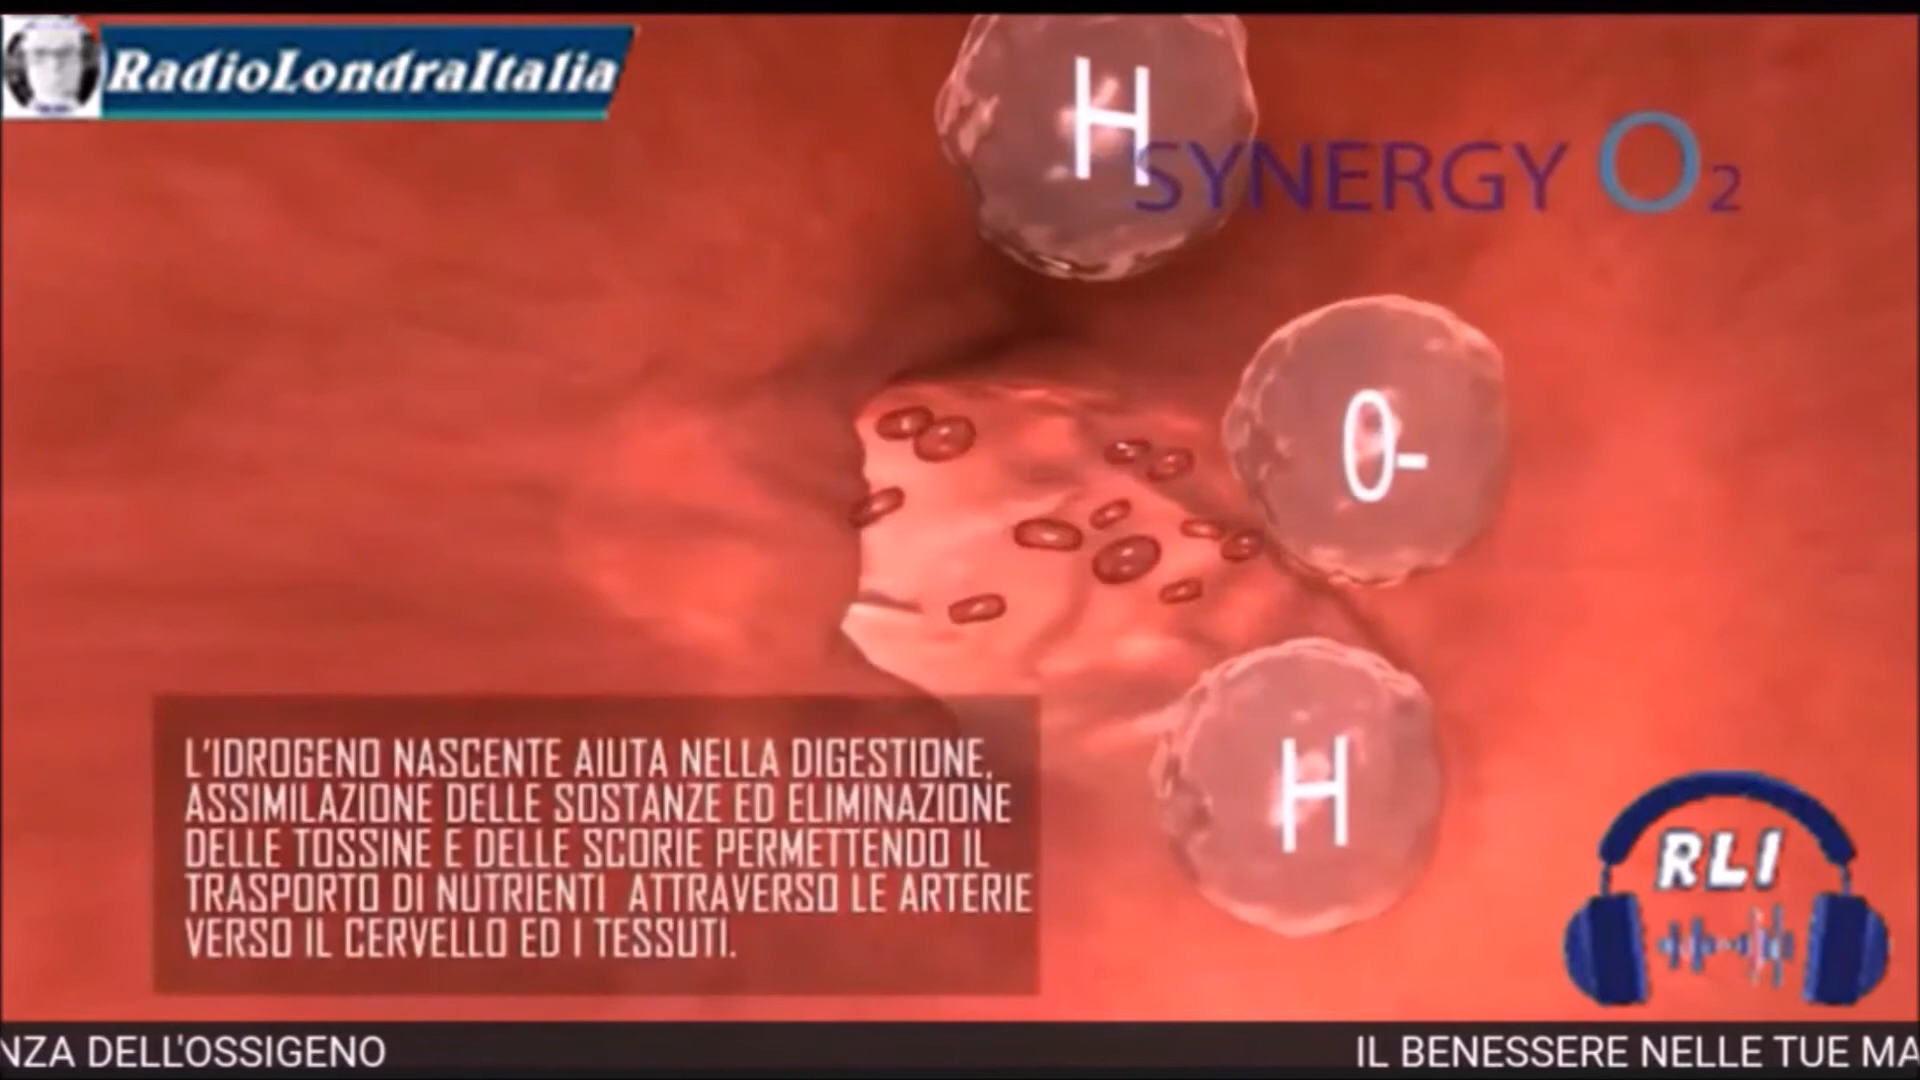 RadioLondraItalia
H
SYNERGY O2
O-
H
L'IDROGENO NASCENTE AIUTA NELLA DIGESTIONE,
ASSIMILAZIONE DELLE SOSTANZE ED ELIMINAZIONE
DELLE TOSSINE E DELLE SCORIE PERMETTENDO IL
TRASPORTO DI NUTRIENTI ATTRAVERSO LE ARTERIE
VERSO IL CERVELLO ED I TESSUTI.
RLI
NZA DELL'OSSIGENO
IL BENESSERE NELLE TUE MA